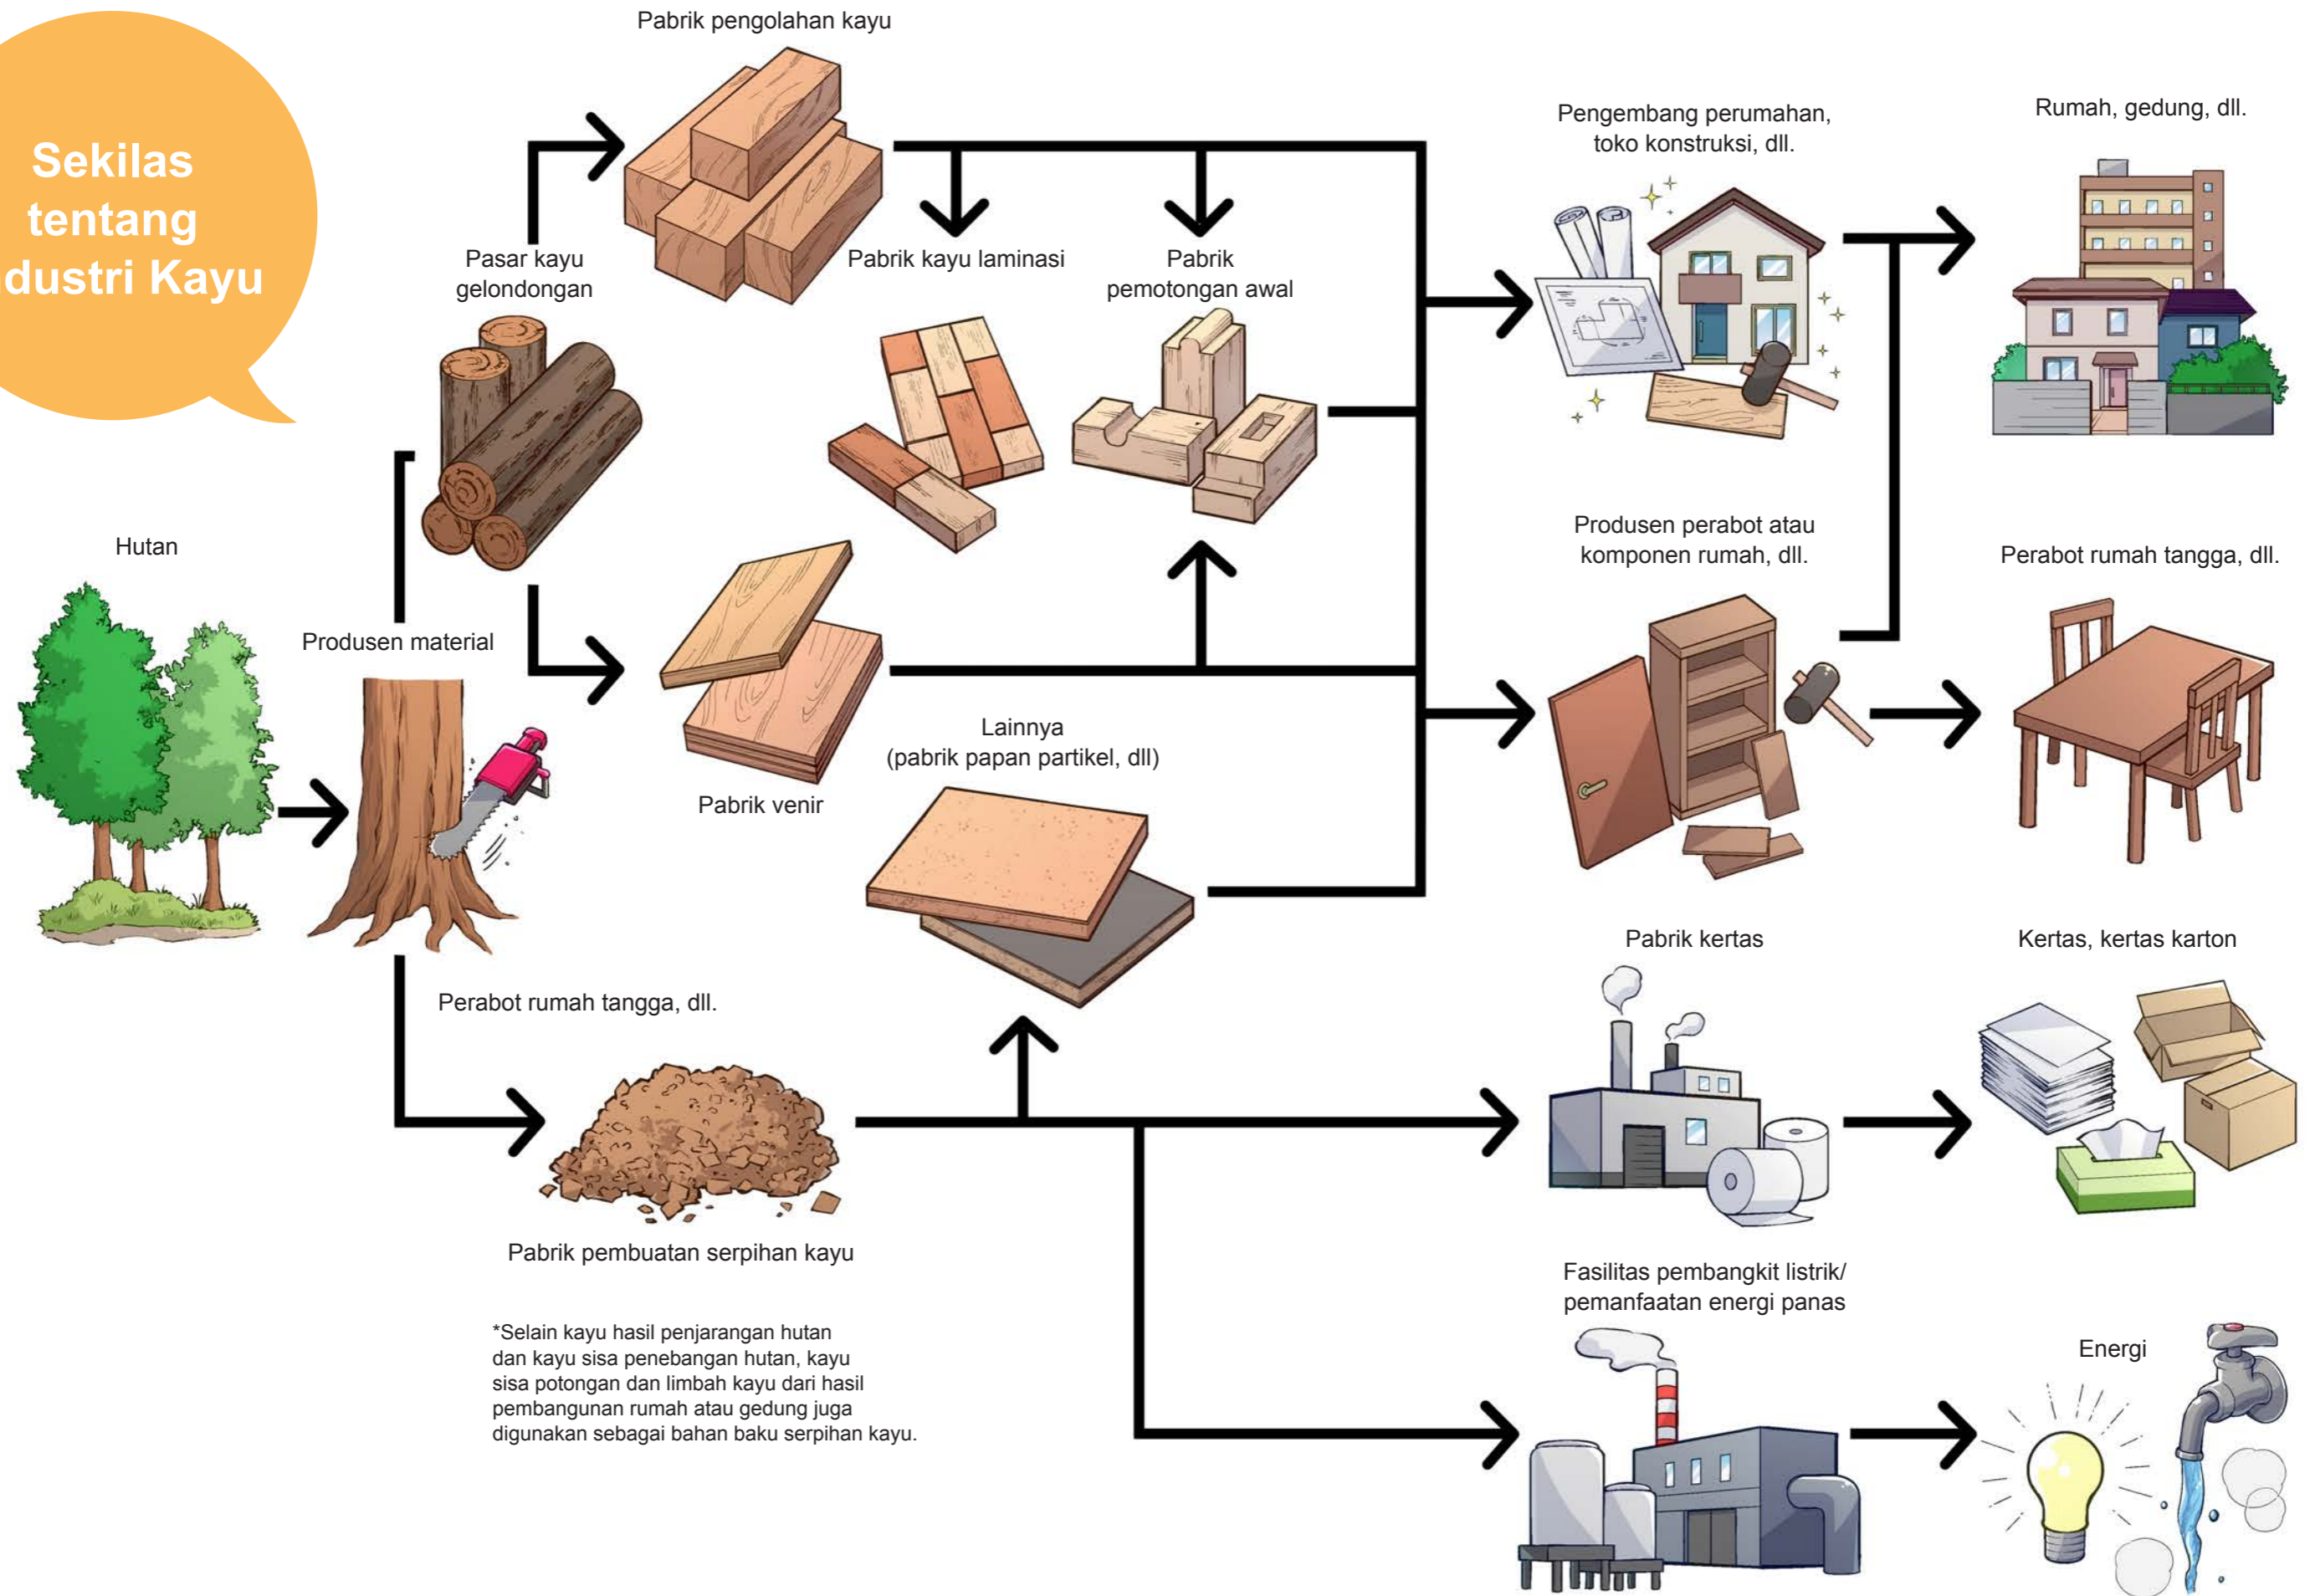 Sekilas
tentang
ndustri Kayu
Pabrik pengolahan kayu
Pasar kayu
gelondongan
Pabrik kayu laminasi
Pabrik
pemotongan awal
Pengembang perumahan,
toko konstruksi, dll.
Rumah, gedung, dll.
Hutan
Produsen material
Produsen perabot atau
komponen rumah, dll.
Perabot rumah tangga, dll.
Lainnya
(pabrik papan partikel, dll)
Pabrik venir
Perabot rumah tangga, dll.
Pabrik kertas
Kertas, kertas karton
Pabrik pembuatan serpihan kayu
Fasilitas pembangkit listrik/
pemanfaatan energi panas
Energi
*Selain kayu hasil penjarangan hutan
dan kayu sisa penebangan hutan, kayu
sisa potongan dan limbah kayu dari hasil
pembangunan rumah atau gedung juga
digunakan sebagai bahan baku serpihan kayu.